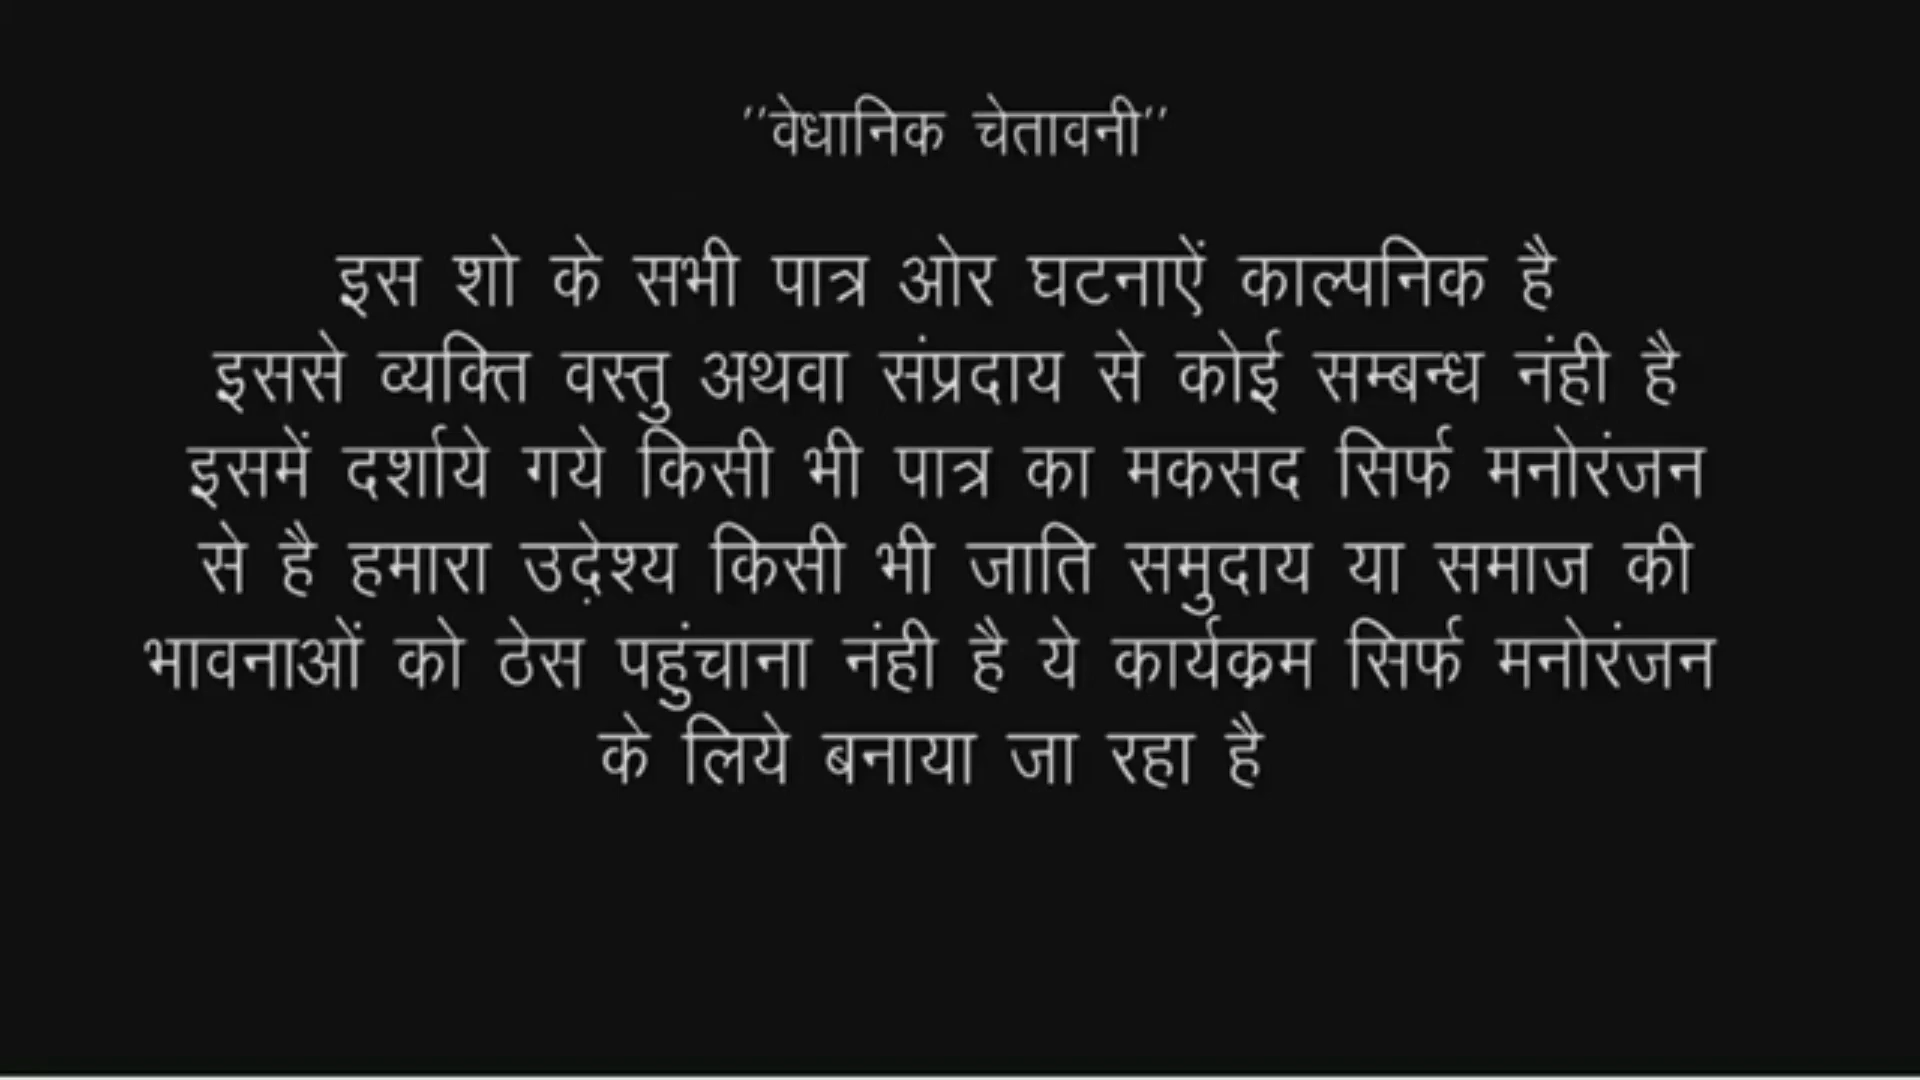 ''वेधानिक चेतावनी''
इस शो के सभी पात्र ओर घटनाऐं काल्पनिक है
इससे व्यक्ति वस्तु अथवा संप्रदाय से कोई सम्बन्ध नंही है
इसमें दर्शाये गये किसी भी पात्र का मकसद सिर्फ मनोरंजन
से है हमारा उदे़श्य किसी भी जाति समुदाय या समाज की
भावनाओं को ठेस पहुंचाना नंही है ये कार्यक्रम सिर्फ मनोरंजन
के लिये बनाया जा रहा है